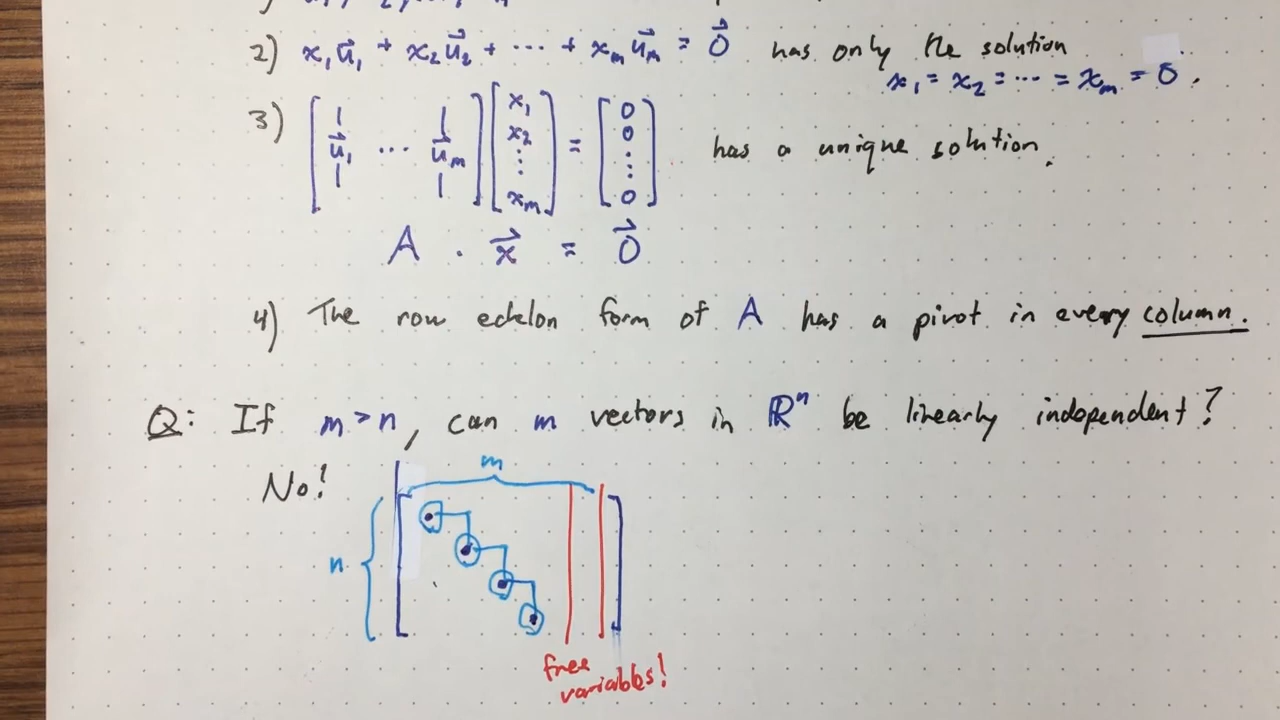 2) x₁u⃗₁ + x₂u⃗₂ + ⋯ + xₘu⃗ₘ = 0⃗ has only the solution
x₁ = x₂ = ⋯ = xₘ = 0.
3) [u⃗₁ ⋯ u⃗ₘ] [x₁ x₂ ⋮ xₘ] = [0 0 ⋮ 0] has a unique solution.
A · x⃗ = 0⃗
4) The row echelon form of A has a pivot in every column.
Q: If m > n, can m vectors in ℝⁿ be linearly independent?
No!
m
n
free
variables!